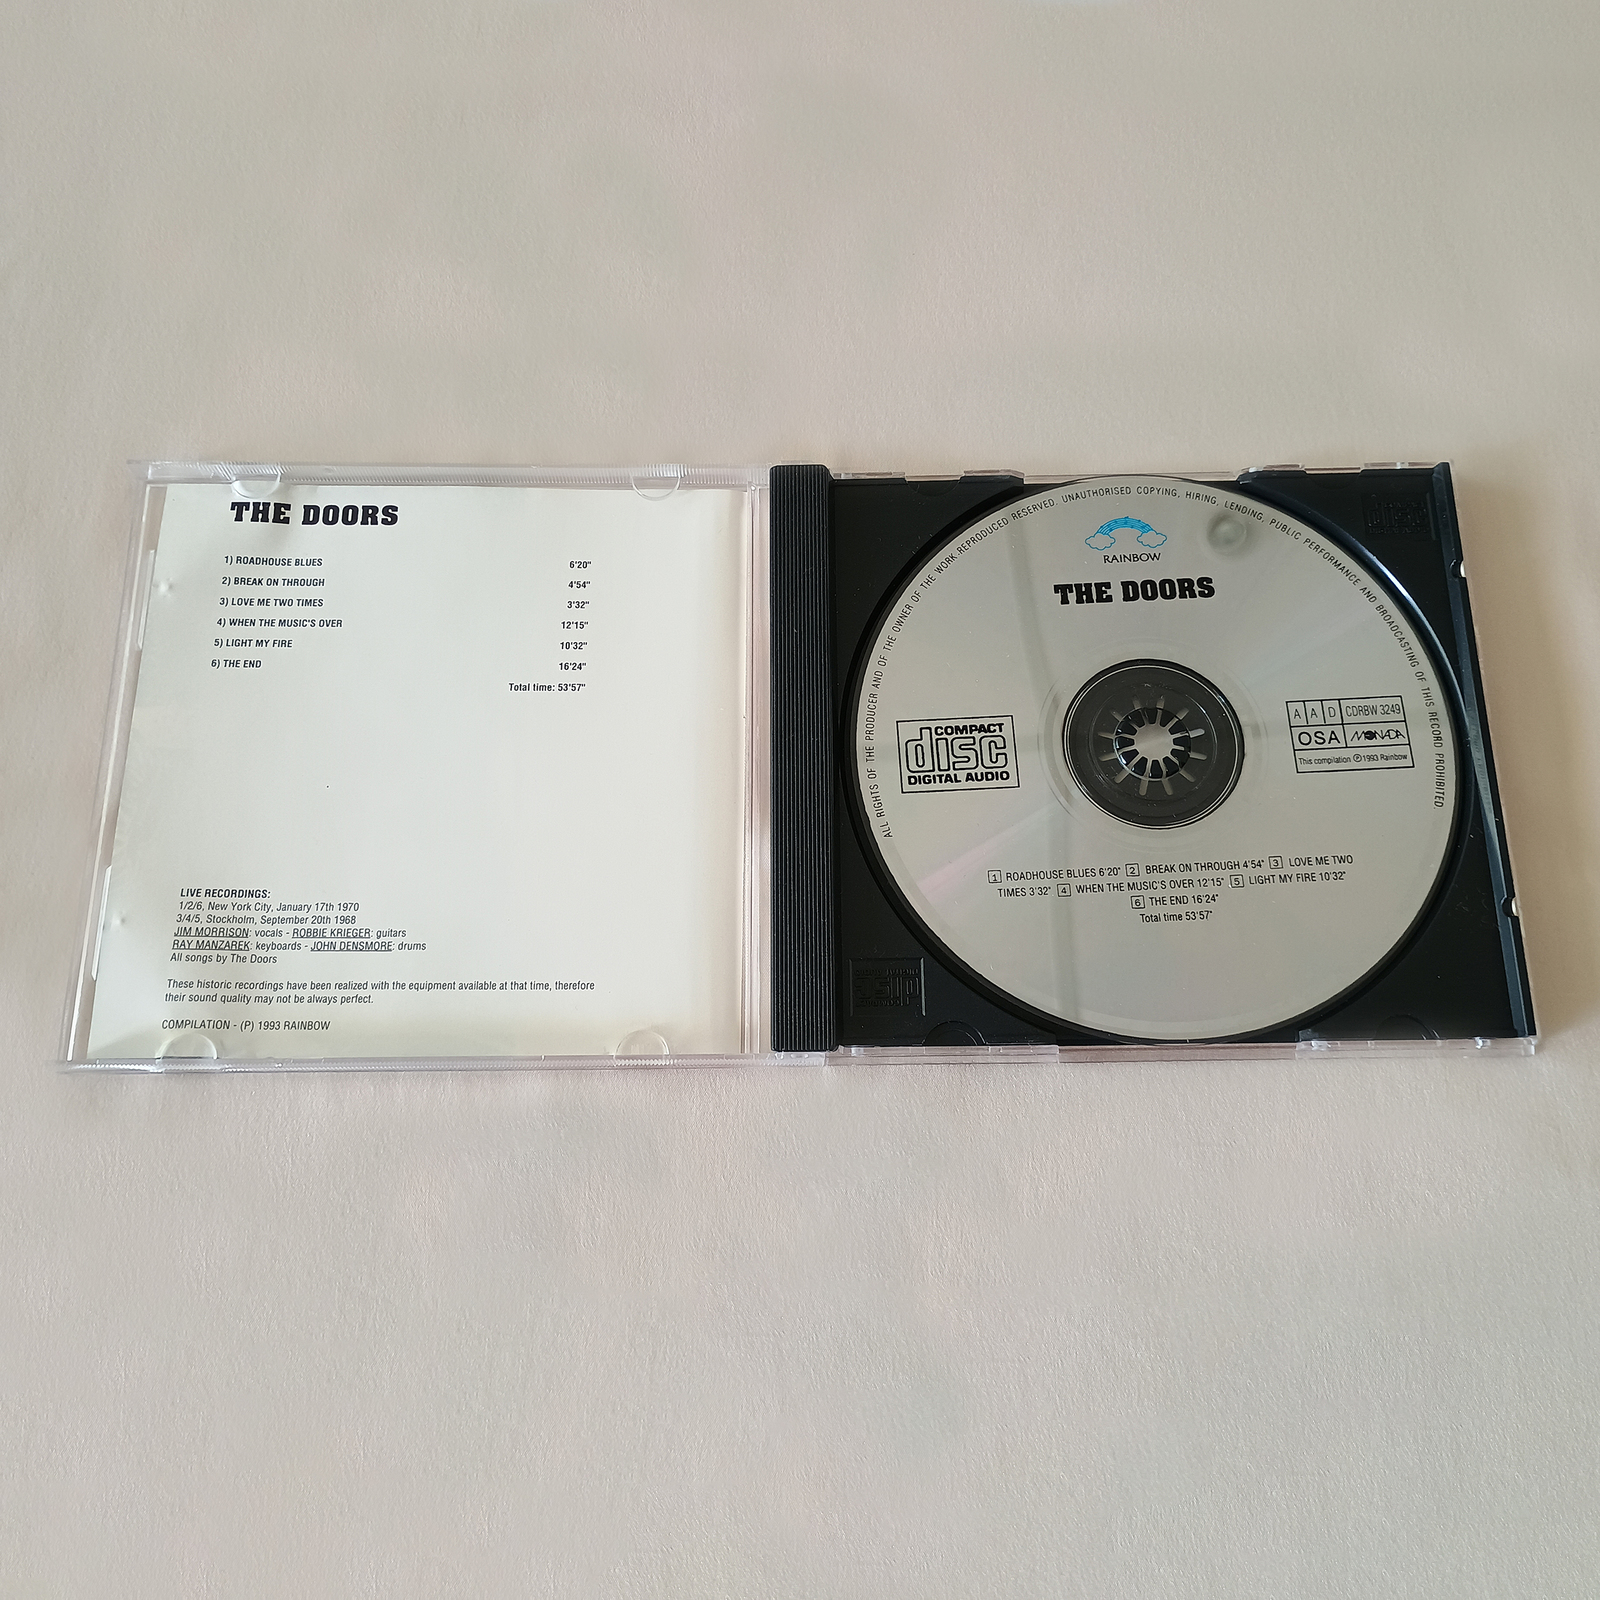 THE DOORS
1) ROADHOUSE BLUES 6'20"
2) BREAK ON THROUGH 4'54"
3) LOVE ME TWO TIMES 3'32"
4) WHEN THE MUSIC'S OVER 12'15"
5) LIGHT MY FIRE 10'32"
6) THE END 16'24"
Total time: 53'57"
LIVE RECORDINGS:
1/2/6, New York City, January 17th 1970
3/4/5, Stockholm, September 20th 1968
JIM MORRISON: vocals - ROBBIE KRIEGER: guitars
RAY MANZAREK: keyboards - JOHN DENSMORE: drums
All songs by The Doors
These historic recordings have been realized with the equipment available at that time, therefore
their sound quality may not be always perfect.
COMPILATION - (P) 1993 RAINBOW
ALL RIGHTS OF THE PRODUCER AND OF THE OWNER OF THE WORK REPRODUCED RESERVED. UNAUTHORISED COPYING, HIRING, LENDING, PUBLIC PERFORMANCE AND BROADCASTING OF THIS RECORD PROHIBITED.
RAINBOW
THE DOORS
COMPACT
disc
DIGITAL AUDIO
A A D CDRBW 3249
OSA MONADA
This compilation ℗ 1993 Rainbow
1 ROADHOUSE BLUES 6'20" 2 BREAK ON THROUGH 4'54" 3 LOVE ME TWO
TIMES 3'32" 4 WHEN THE MUSIC'S OVER 12'15" 5 LIGHT MY FIRE 10'32"
6 THE END 16'24"
Total time 53'57"
COMPACT
disc
DIGITAL AUDIO